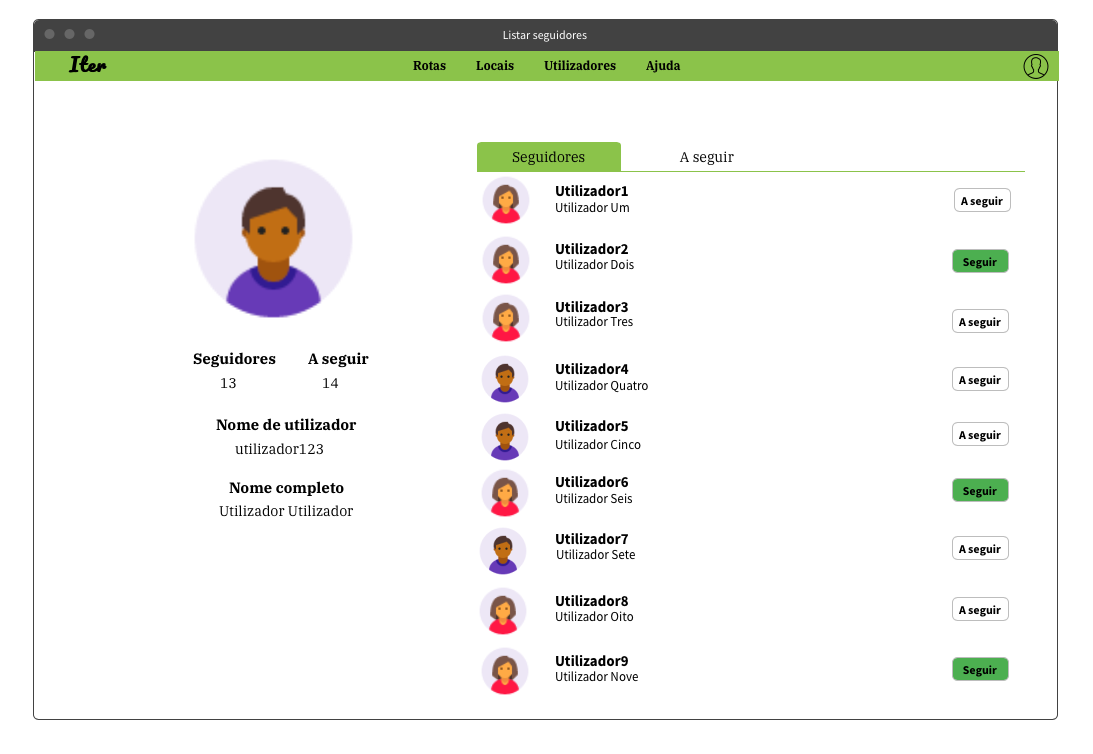 Listar seguidores
Iter
Rotas Locais Utilizadores Ajuda
Seguidores A seguir
13 14
Nome de utilizador
utilizador123
Nome completo
Utilizador Utilizador
Seguidores A seguir
Utilizador1
Utilizador Um
A seguir
Utilizador2
Utilizador Dois
Seguir
Utilizador3
Utilizador Tres
A seguir
Utilizador4
Utilizador Quatro
A seguir
Utilizador5
Utilizador Cinco
A seguir
Utilizador6
Utilizador Seis
Seguir
Utilizador7
Utilizador Sete
A seguir
Utilizador8
Utilizador Oito
A seguir
Utilizador9
Utilizador Nove
Seguir